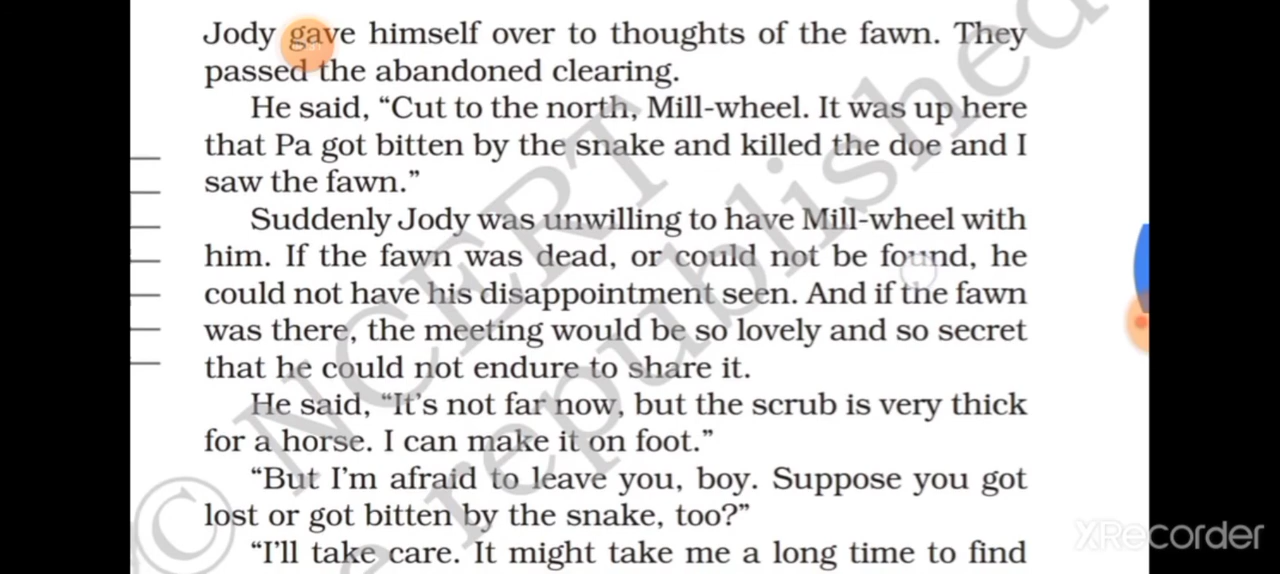 Jody gave himself over to thoughts of the fawn. They
passed the abandoned clearing.
He said, “Cut to the north, Mill-wheel. It was up here
that Pa got bitten by the snake and killed the doe and I
saw the fawn.”
Suddenly Jody was unwilling to have Mill-wheel with
him. If the fawn was dead, or could not be found, he
could not have his disappointment seen. And if the fawn
was there, the meeting would be so lovely and so secret
that he could not endure to share it.
He said, “It's not far now, but the scrub is very thick
for a horse. I can make it on foot.”
“But I'm afraid to leave you, boy. Suppose you got
lost or got bitten by the snake, too?”
“I'll take care. It might take me a long time to find
© NCERT
republished
XRecorder